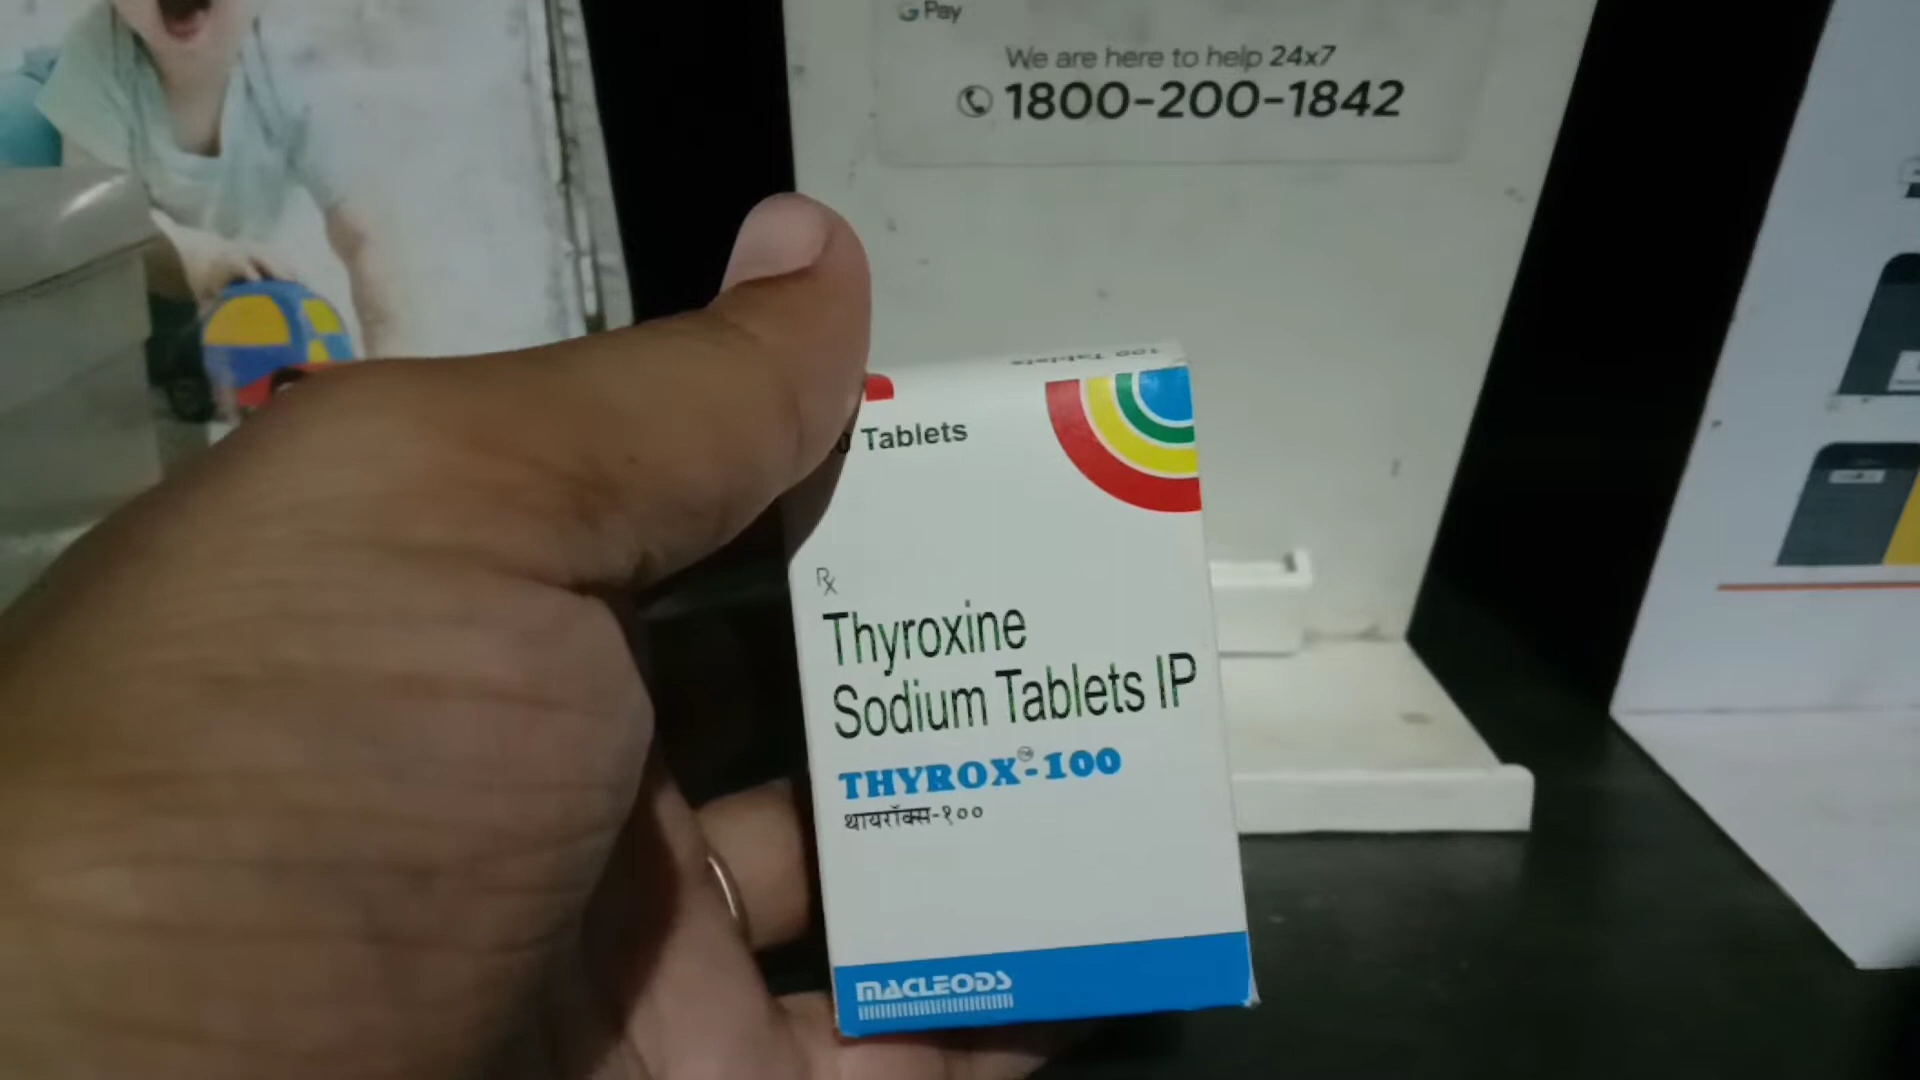 G Pay
We are here to help 24x7
1800-200-1842
100 Tablets
Tablets
Rx
Thyroxine
Sodium Tablets IP
THYROX™-100
थायरॉक्स-१००
MACLEODS